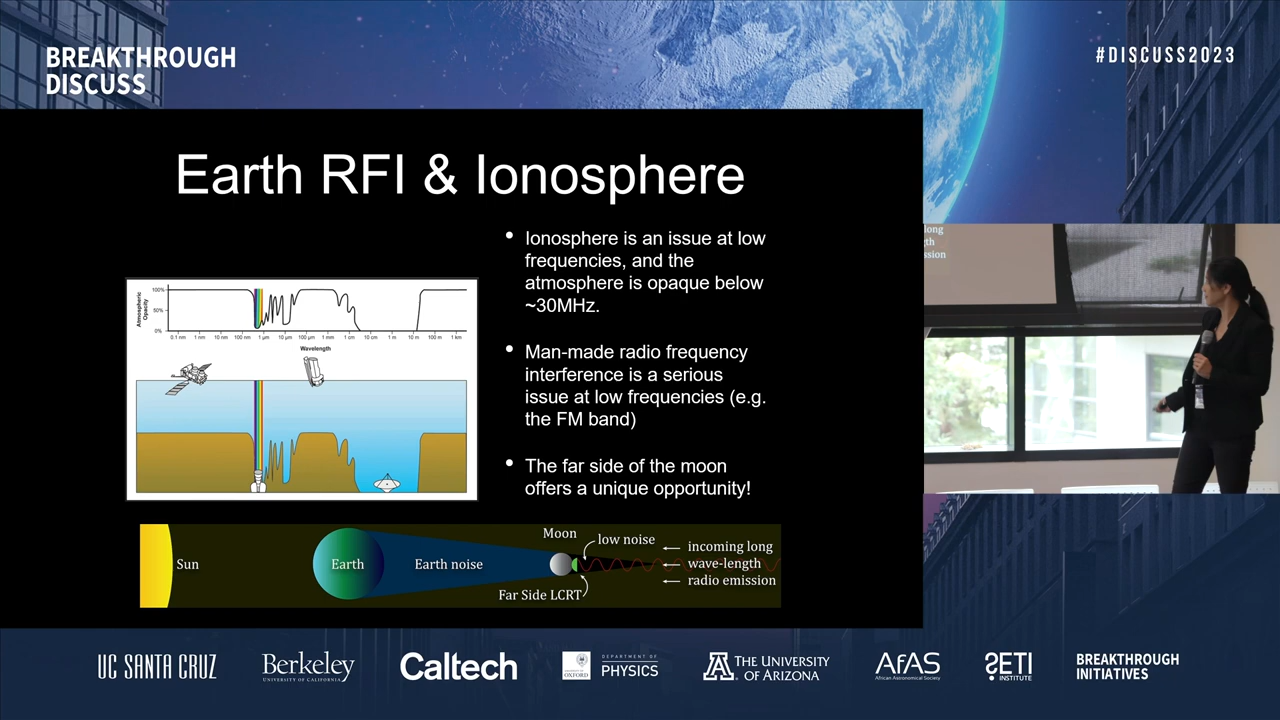 BREAKTHROUGH
DISCUSS
#DISCUSS2023
Earth RFI & Ionosphere
• Ionosphere is an issue at low
frequencies, and the
atmosphere is opaque below
~30MHz.
• Man-made radio frequency
interference is a serious
issue at low frequencies (e.g.
the FM band)
• The far side of the moon
offers a unique opportunity!
Atmospheric
Opacity
100%
50%
0%
0.1 nm 1 nm 10 nm 100 nm 1 µm 10 µm 100 µm 1 mm 1 cm 10 cm 1 m 10 m 100 m 1 km
Wavelength
Sun
Earth
Earth noise
Moon
low noise
Far Side LCRT
incoming long
wave-length
radio emission
long
gth
ssion
UC SANTA CRUZ
Berkeley
UNIVERSITY OF CALIFORNIA
Caltech
UNIVERSITY OF
OXFORD
DEPARTMENT OF
PHYSICS
A
THE UNIVERSITY
OF ARIZONA
AfAS
African Astronomical Society
SETI
INSTITUTE
BREAKTHROUGH
INITIATIVES